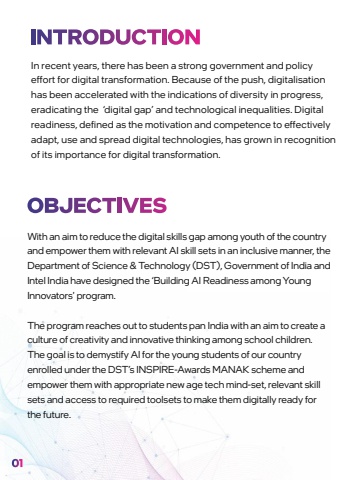 INTRODUCTION
In recent years, there has been a strong government and policy
effort for digital transformation. Because of the push, digitalisation
has been accelerated with the indications of diversity in progress,
eradicating the 'digital gap' and technological inequalities. Digital
readiness, defined as the motivation and competence to effectively
adapt, use and spread digital technologies, has grown in recognition
of its importance for digital transformation.
OBJECTIVES
With an aim to reduce the digital skills gap among youth of the country
and empower them with relevant AI skill sets in an inclusive manner, the
Department of Science & Technology (DST), Government of India and
Intel India have designed the 'Building AI Readiness among Young
Innovators' program.
The program reaches out to students pan India with an aim to create a
culture of creativity and innovative thinking among school children.
The goal is to demystify AI for the young students of our country
enrolled under the DST's INSPIRE-Awards MANAK scheme and
empower them with appropriate new age tech mind-set, relevant skill
sets and access to required toolsets to make them digitally ready for
the future.
01